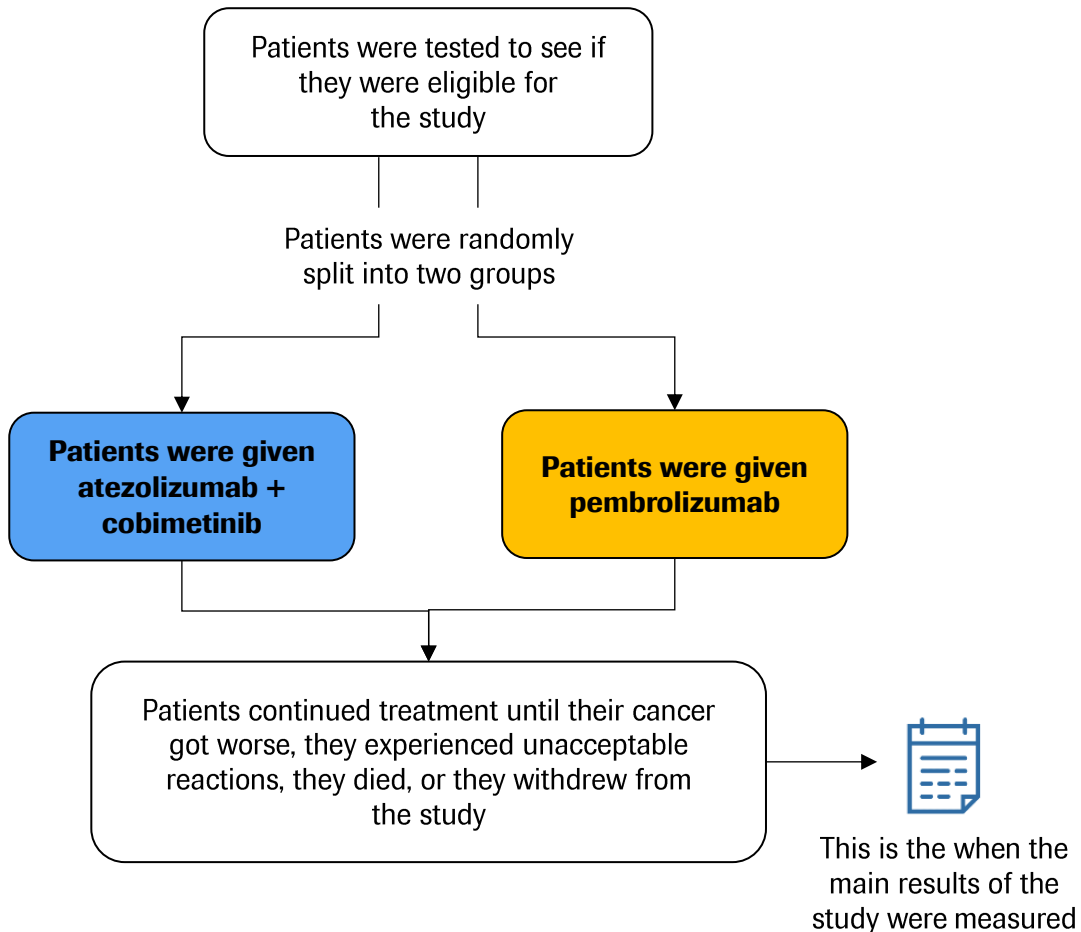 Patients were tested to see if
they were eligible for
the study
Patients were randomly
split into two groups
Patients were given
atezolizumab +
cobimetinib
Patients were given
pembrolizumab
Patients continued treatment until their cancer
got worse, they experienced unacceptable
reactions, they died, or they withdrew from
the study
This is the when the
main results of the
study were measured